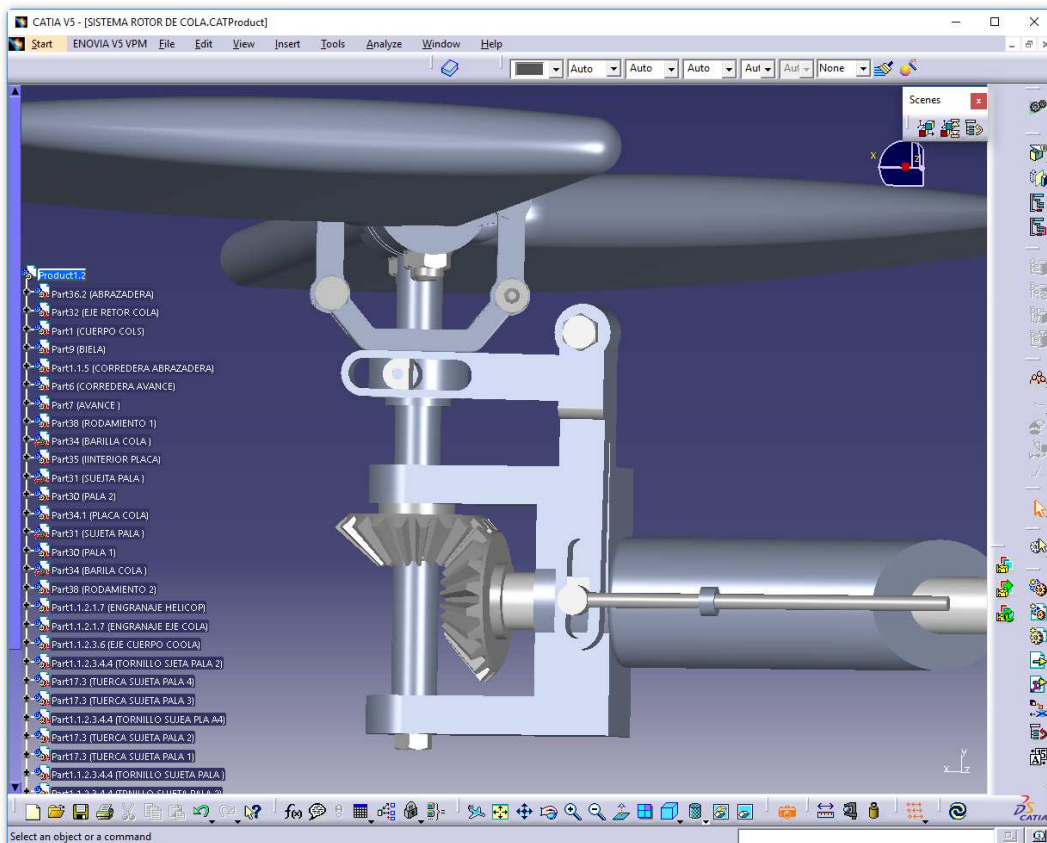 CATIA V5 - [SISTEMA ROTOR DE COLA.CATProduct]
Start ENOVIA V5 VPM File Edit View Insert Tools Analyze Window Help
Auto Auto Auto Aut Aut None
Scenes x
x
z
Product1.2
Part36.2 (ABRAZADERA)
Part32 (EJE RETOR COLA)
Part1 (CUERPO COLS)
Part9 (BIELA)
Part1.1.5 (CORREDERA ABRAZADERA)
Part6 (CORREDERA AVANCE)
Part7 (AVANCE )
Part38 (RODAMIENTO 1)
Part34 (BARILLA COLA )
Part35 (IINTERIOR PLACA)
Part31 (SUEJTA PALA )
Part30 (PALA 2)
Part34.1 (PLACA COLA)
Part31 (SUJETA PALA )
Part30 (PALA 1)
Part34 (BARILA COLA )
Part38 (RODAMIENTO 2)
Part1.1.2.1.7 (ENGRANAJE HELICOP)
Part1.1.2.1.7 (ENGRANAJE EJE COLA)
Part1.1.2.3.6 (EJE CUERPO COOLA)
Part1.1.2.3.4.4 (TORNILLO SJETA PALA 2)
Part17.3 (TUERCA SUJETA PALA 4)
Part17.3 (TUERCA SUJETA PALA 3)
Part1.1.2.3.4.4 (TORNILLO SUJEA PLA A4)
Part17.3 (TUERCA SUJETA PALA 2)
Part17.3 (TUERCA SUJETA PALA 1)
Part1.1.2.3.4.4 (TORNILLO SUJETA PALA )
y
x z
f(x)
CATIA
Select an object or a command